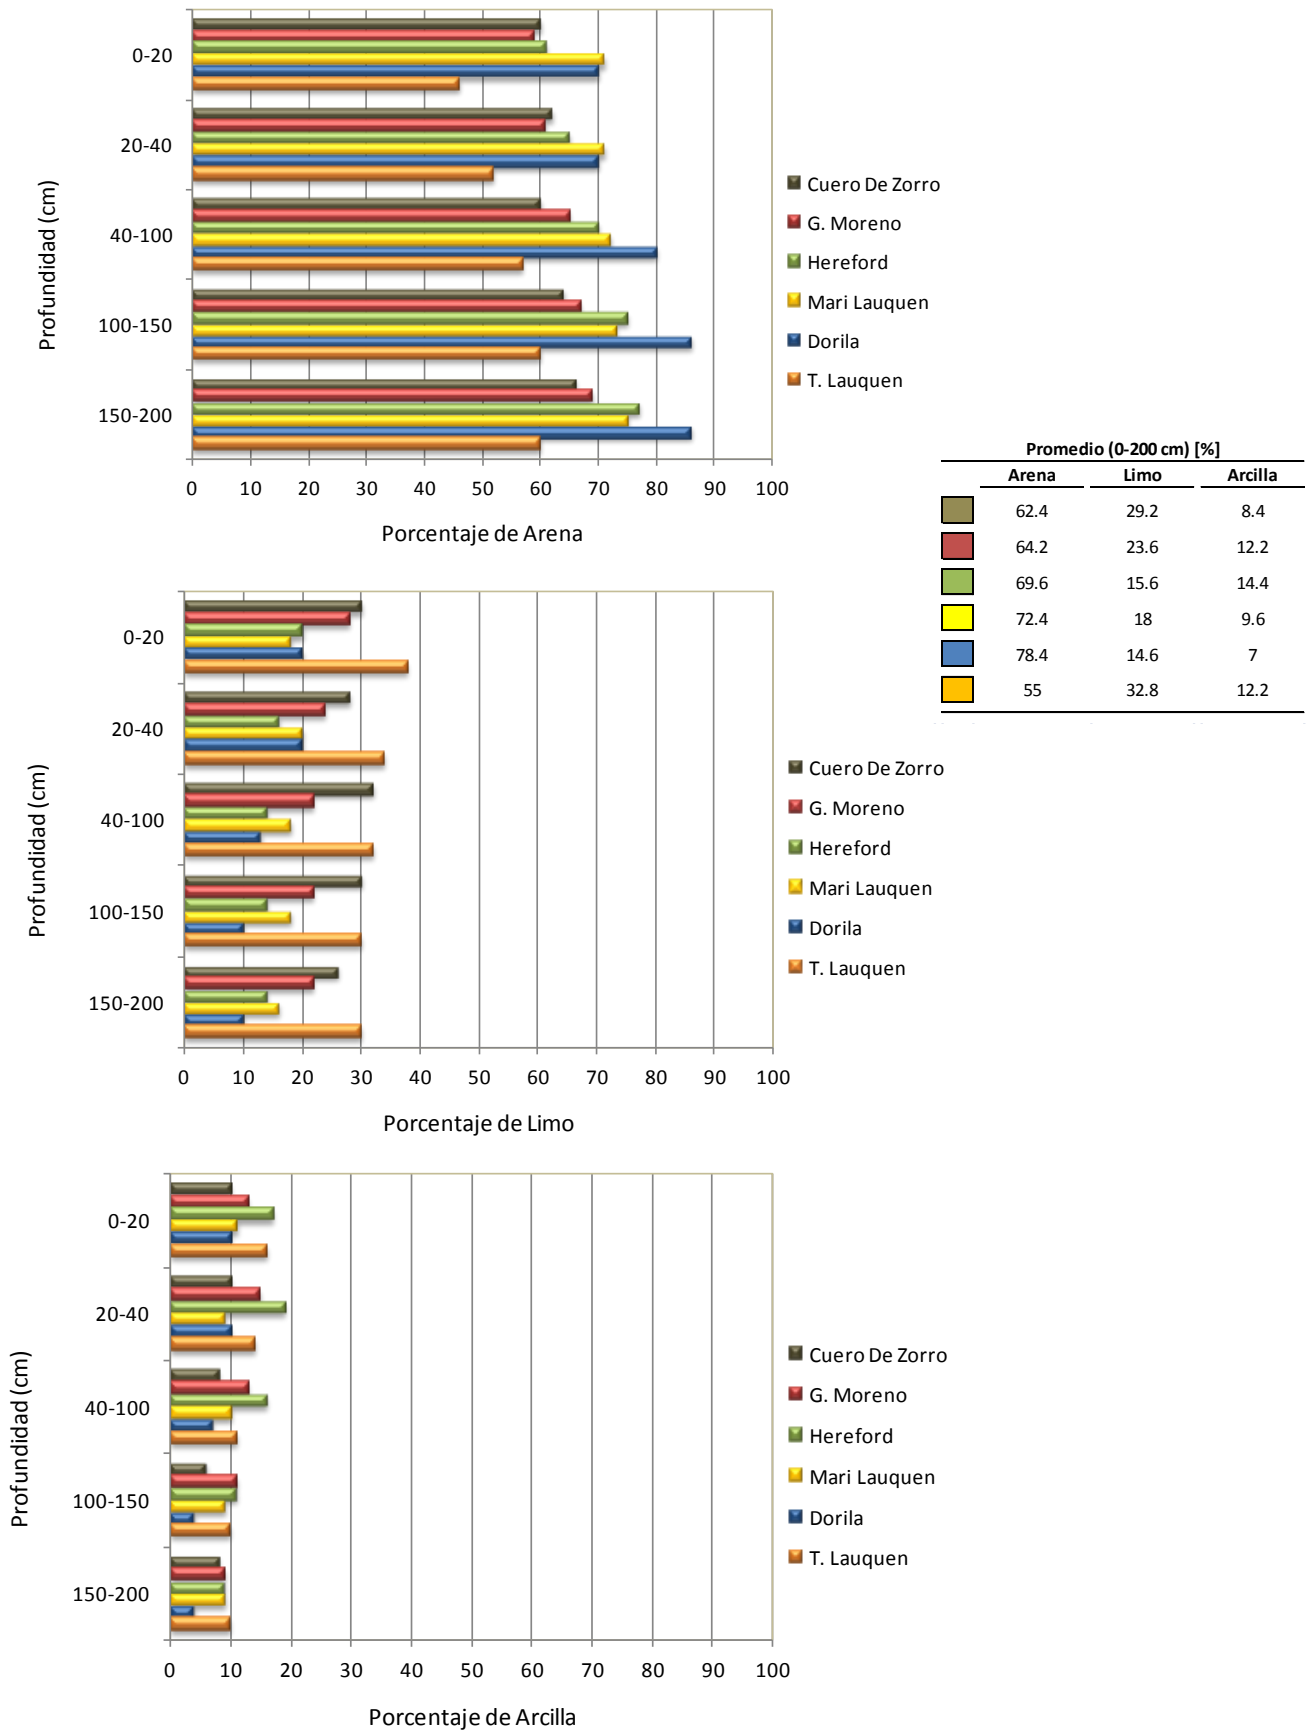 0-20
20-40
40-100
100-150
150-200
Profundidad (cm)
0 10 20 30 40 50 60 70 80 90 100
Porcentaje de Arena
Cuero De Zorro
G. Moreno
Hereford
Mari Lauquen
Dorila
T. Lauquen
Promedio (0-200 cm) [%]
Arena Limo Arcilla
62.4 29.2 8.4
64.2 23.6 12.2
69.6 15.6 14.4
72.4 18 9.6
78.4 14.6 7
55 32.8 12.2
0-20
20-40
40-100
100-150
150-200
Profundidad (cm)
0 10 20 30 40 50 60 70 80 90 100
Porcentaje de Limo
Cuero De Zorro
G. Moreno
Hereford
Mari Lauquen
Dorila
T. Lauquen
0-20
20-40
40-100
100-150
150-200
Profundidad (cm)
0 10 20 30 40 50 60 70 80 90 100
Porcentaje de Arcilla
Cuero De Zorro
G. Moreno
Hereford
Mari Lauquen
Dorila
T. Lauquen